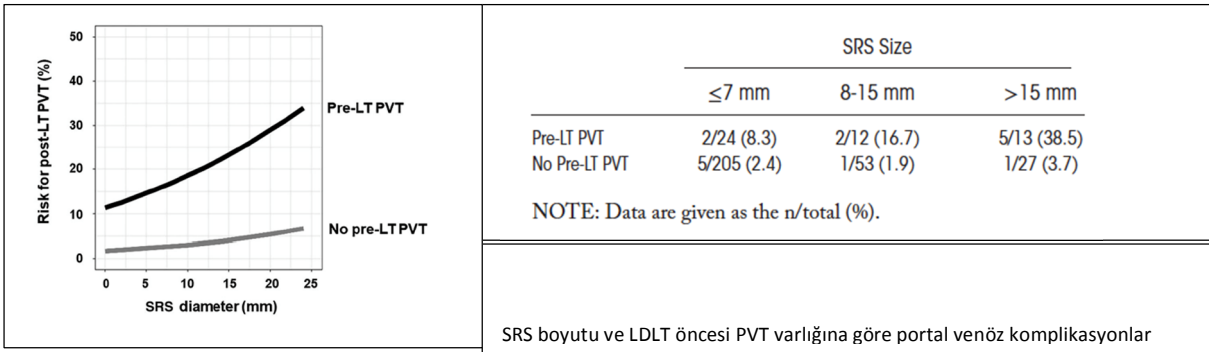 Risk for post-LT PVT (%)
50
40
30
20
10
0
Pre-LT PVT
No pre-LT PVT
0 5 10 15 20 25
SRS diameter (mm)
SRS Size
≤7 mm 8-15 mm >15 mm
Pre-LT PVT 2/24 (8.3) 2/12 (16.7) 5/13 (38.5)
No Pre-LT PVT 5/205 (2.4) 1/53 (1.9) 1/27 (3.7)
NOTE: Data are given as the n/total (%).
SRS boyutu ve LDLT öncesi PVT varlığına göre portal venöz komplikasyonlar